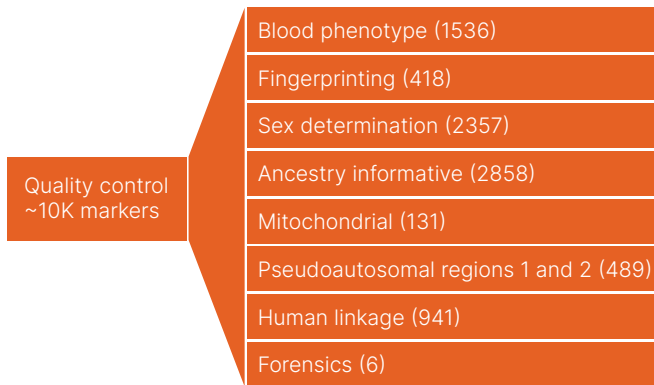 Quality control
~10K markers
Blood phenotype (1536)
Fingerprinting (418)
Sex determination (2357)
Ancestry informative (2858)
Mitochondrial (131)
Pseudoautosomal regions 1 and 2 (489)
Human linkage (941)
Forensics (6)